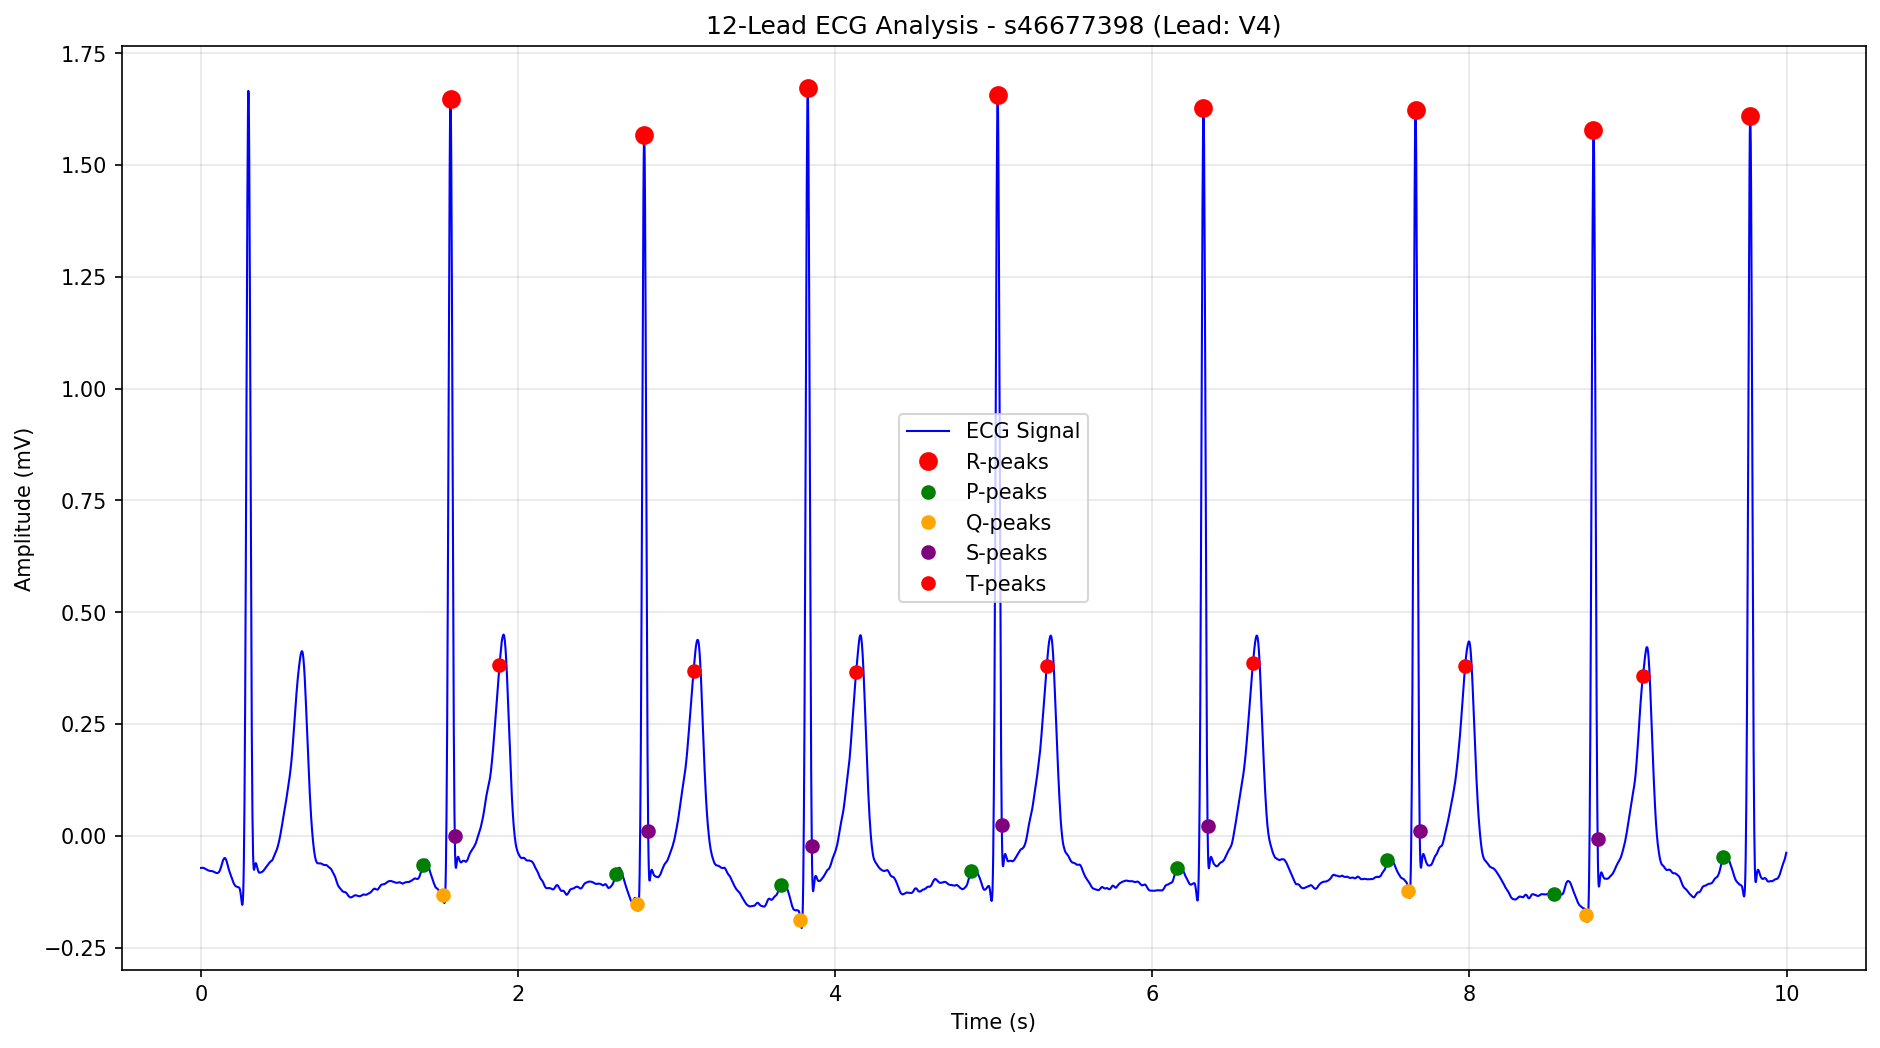 12-Lead ECG Analysis - s46677398 (Lead: V4)
1.75
1.50
1.25
1.00
0.75
0.50
0.25
0.00
−0.25
Amplitude (mV)
ECG Signal
R-peaks
P-peaks
Q-peaks
S-peaks
T-peaks
0 2 4 6 8 10
Time (s)